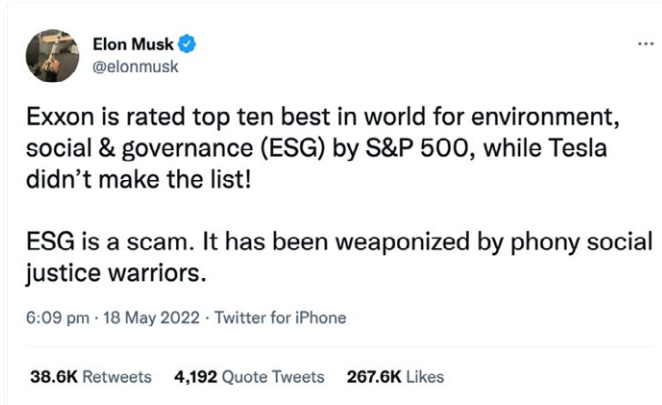 Elon Musk
@elonmusk
Exxon is rated top ten best in world for environment,
social & governance (ESG) by S&P 500, while Tesla
didn’t make the list!
ESG is a scam. It has been weaponized by phony social
justice warriors.
6:09 pm · 18 May 2022 · Twitter for iPhone
38.6K Retweets 4,192 Quote Tweets 267.6K Likes